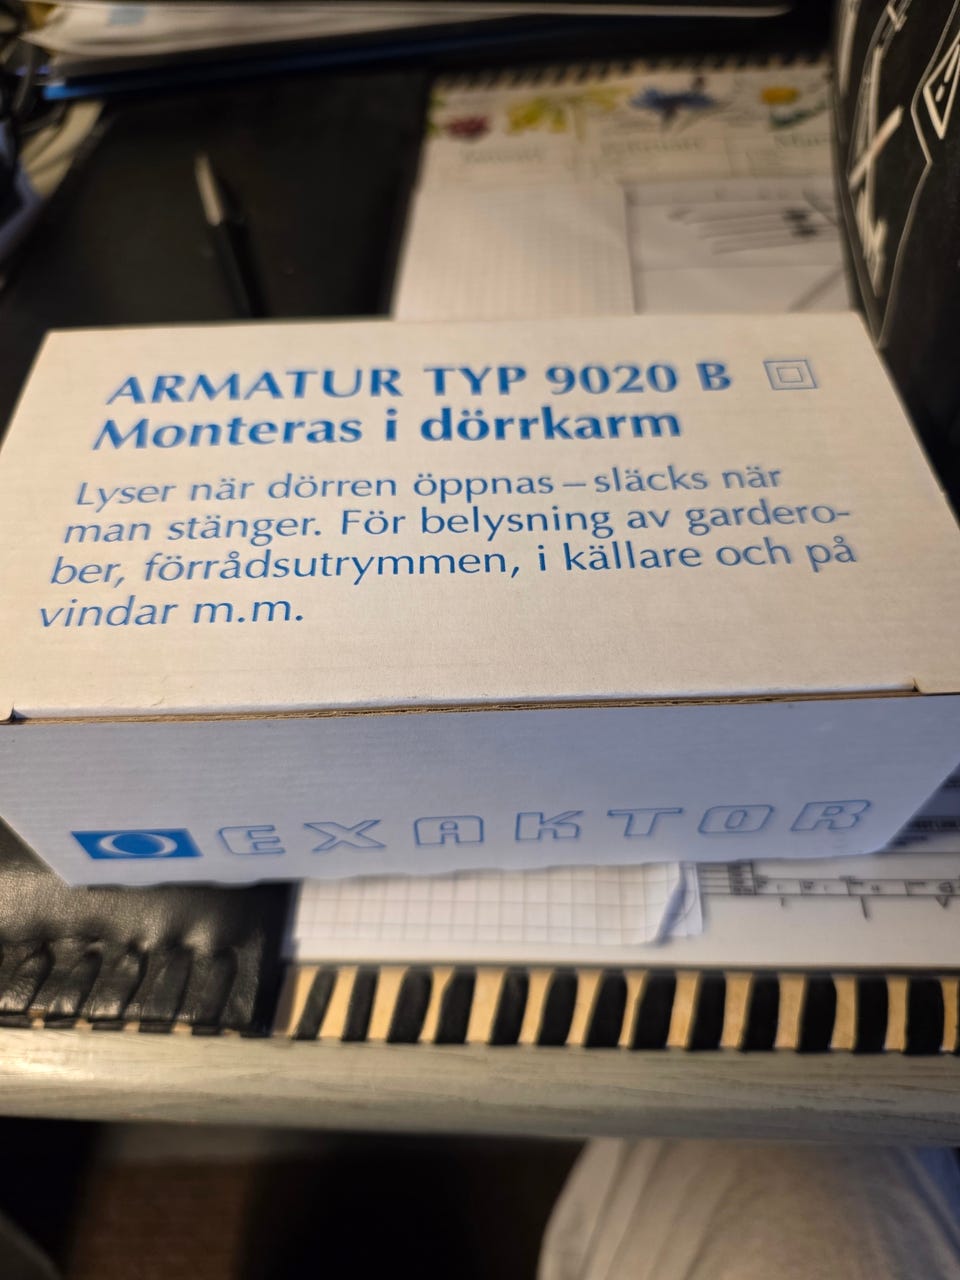 ARMATUR TYP 9020 B
Monteras i dörrkarm
Lyser när dörren öppnas – släcks när
man stänger. För belysning av gardero-
ber, förrådsutrymmen, i källare och på
vindar m.m.
EXAKTOR